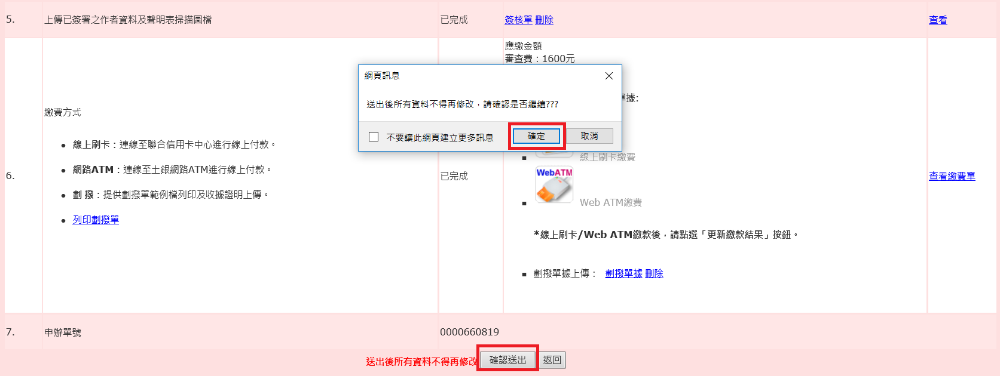 5. 上傳已簽署之作者資料及聲明表掃描圖檔 已完成 簽核單 刪除 查看
應繳金額
審查費：1600元
網頁訊息
送出後所有資料不得再修改，請確認是否繼續???
不要讓此網頁建立更多訊息 確定 取消
據:
6.
繳費方式
線上刷卡：連線至聯合信用卡中心進行線上付款。
網路ATM：連線至土銀網路ATM進行線上付款。
劃 撥：提供劃撥單範例檔列印及收據證明上傳。
列印劃撥單
已完成
線上刷卡繳費
WebATM
Web ATM繳費
*線上刷卡/Web ATM繳款後，請點選「更新繳款結果」按鈕。
劃撥單據上傳： 劃撥單據 刪除
查看繳費單
7. 申辦單號 0000660819
送出後所有資料不得再修改 確認送出 返回